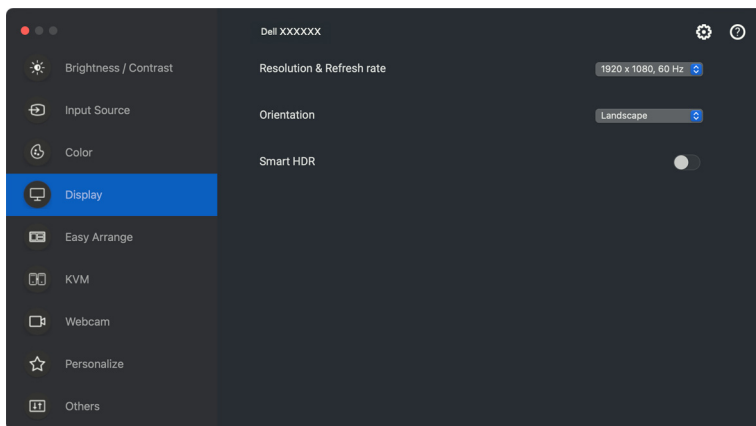 Dell XXXXXX
Brightness / Contrast
Input Source
Color
Display
Easy Arrange
KVM
Webcam
Personalize
Others
Resolution & Refresh rate
1920 x 1080, 60 Hz
Orientation
Landscape
Smart HDR